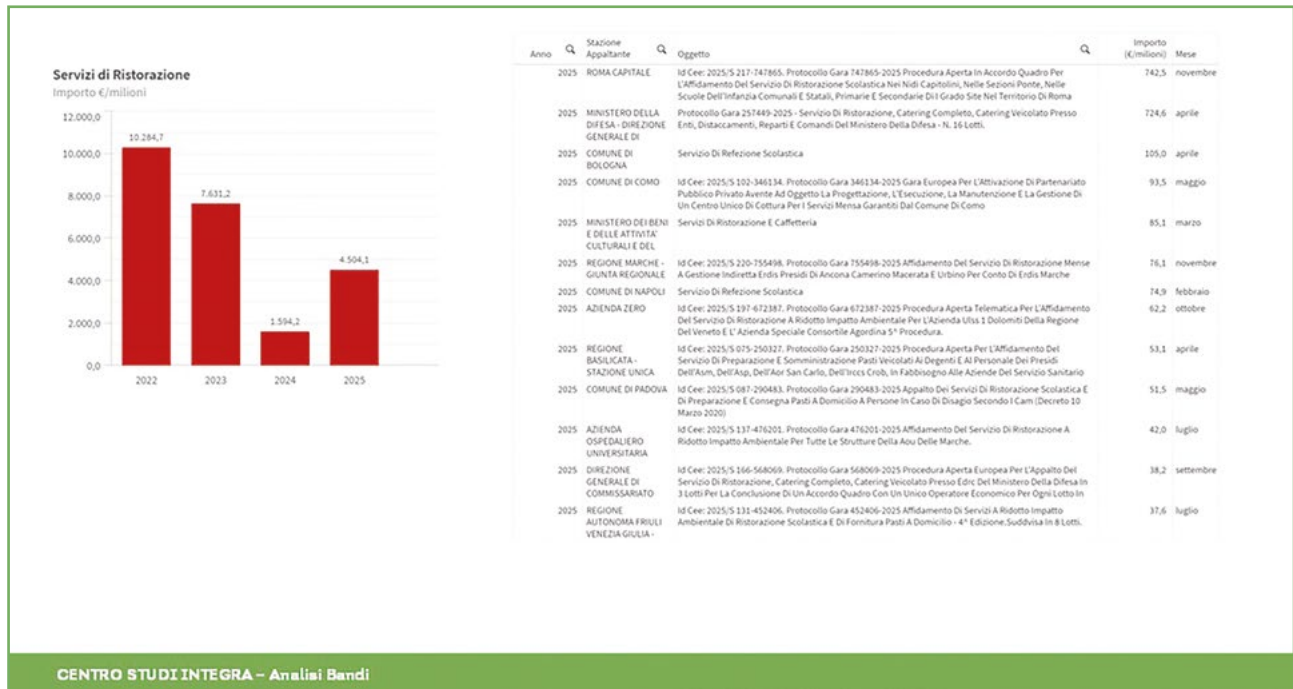 Servizi di Ristorazione
Importo €/milioni
12.000,0
10.000,0
8.000,0
6.000,0
4.000,0
2.000,0
0,0
10.284,7
7.631,2
1.594,2
4.504,1
2022 2023 2024 2025
Anno Stazione Appaltante Oggetto Importo (€/milioni) Mese
2025 ROMA CAPITALE Id Cee: 2025/S 217-747865. Protocollo Gara 747865-2025 Procedura Aperta In Accordo Quadro Per 742,5 novembre
L'Affidamento Del Servizio Di Ristorazione Scolastica Nei Nidi Capitolini, Nelle Sezioni Ponte, Nelle
Scuole Dell'Infanzia Comunali E Statali, Primarie E Secondarie Di I Grado Site Nel Territorio Di Roma
2025 MINISTERO DELLA Protocollo Gara 257449-2025 - Servizio Di Ristorazione, Catering Completo, Catering Veicolato Presso 724,6 aprile
DIFESA - DIREZIONE Enti, Distaccamenti, Reparti E Comandi Del Ministero Della Difesa - N. 16 Lotti.
GENERALE DI
2025 COMUNE DI Servizio Di Refezione Scolastica 105,0 aprile
BOLOGNA
2025 COMUNE DI COMO Id Cee: 2025/S 102-346134. Protocollo Gara 346134-2025 Gara Europea Per L'Attivazione Di Partenariato 93,5 maggio
Pubblico Privato Avente Ad Oggetto La Progettazione, L'Esecuzione, La Manutenzione E La Gestione Di
Un Centro Unico Di Cottura Per I Servizi Mensa Garantiti Dal Comune Di Como
2025 MINISTERO DEI BENI Servizi Di Ristorazione E Caffetteria 85,1 marzo
E DELLE ATTIVITA'
CULTURALI E DEL
2025 REGIONE MARCHE - Id Cee: 2025/S 220-755498. Protocollo Gara 755498-2025 Affidamento Del Servizio Di Ristorazione Mense 76,1 novembre
GIUNTA REGIONALE A Gestione Indiretta Erdis Presidi Di Ancona Camerino Macerata E Urbino Per Conto Di Erdis Marche
2025 COMUNE DI NAPOLI Servizio Di Refezione Scolastica 74,9 febbraio
2025 AZIENDA ZERO Id Cee: 2025/S 197-672387. Protocollo Gara 672387-2025 Procedura Aperta Telematica Per L'Affidamento 62,2 ottobre
Del Servizio Di Ristorazione A Ridotto Impatto Ambientale Per L'Azienda Ulss 1 Dolomiti Della Regione
Del Veneto E L' Azienda Speciale Consortile Agordina 5^ Procedura.
2025 REGIONE Id Cee: 2025/S 075-250327. Protocollo Gara 250327-2025 Procedura Aperta Per L'Affidamento Del 53,1 aprile
BASILICATA - Servizio Di Preparazione E Somministrazione Pasti Veicolati Ai Degenti E Al Personale Dei Presidi
STAZIONE UNICA Dell'Asm, Dell'Asp, Dell'Aor San Carlo, Dell'Irccs Crob, In Fabbisogno Alle Aziende Del Servizio Sanitario
2025 COMUNE DI PADOVA Id Cee: 2025/S 087-290483. Protocollo Gara 290483-2025 Appalto Dei Servizi Di Ristorazione Scolastica E 51,5 maggio
Di Preparazione E Consegna Pasti A Domicilio A Persone In Caso Di Disagio Secondo I Cam (Decreto 10
Marzo 2020)
2025 AZIENDA Id Cee: 2025/S 137-476201. Protocollo Gara 476201-2025 Affidamento Del Servizio Di Ristorazione A 42,0 luglio
OSPEDALIERO Ridotto Impatto Ambientale Per Tutte Le Strutture Della Aou Delle Marche.
UNIVERSITARIA
2025 DIREZIONE Id Cee: 2025/S 166-568069. Protocollo Gara 568069-2025 Procedura Aperta Europea Per L'Appalto Del 38,2 settembre
GENERALE DI Servizio Di Ristorazione, Catering Completo, Catering Veicolato Presso Edrc Del Ministero Della Difesa In
COMMISSARIATO 3 Lotti Per La Conclusione Di Un Accordo Quadro Con Un Unico Operatore Economico Per Ogni Lotto In
2025 REGIONE Id Cee: 2025/S 131-452406. Protocollo Gara 452406-2025 Affidamento Di Servizi A Ridotto Impatto 37,6 luglio
AUTONOMA FRIULI Ambientale Di Ristorazione Scolastica E Di Fornitura Pasti A Domicilio - 4^ Edizione.Suddvisa In 8 Lotti.
VENEZIA GIULIA -
CENTRO STUDI INTEGRA – Analisi Bandi